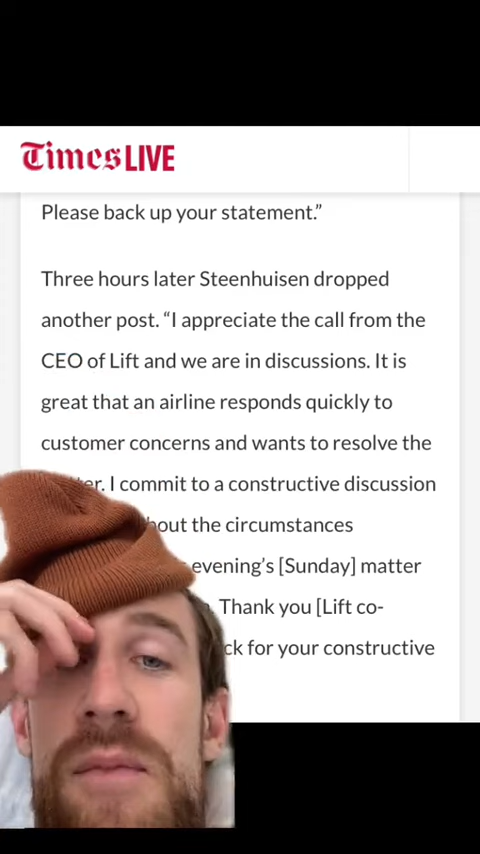 TimesLIVE
Please back up your statement.”
Three hours later Steenhuisen dropped
another post. “I appreciate the call from the
CEO of Lift and we are in discussions. It is
great that an airline responds quickly to
customer concerns and wants to resolve the
I commit to a constructive discussion
the circumstances
evening’s [Sunday] matter
Thank you [Lift co-
for your constructive